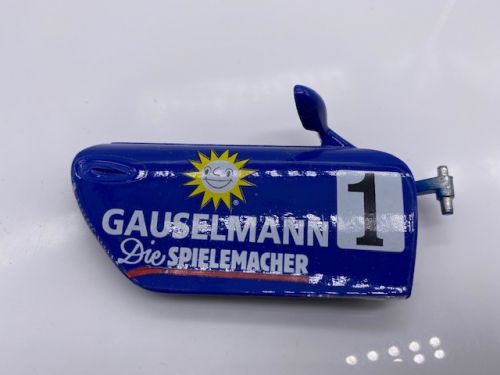 1
GAUSELMANN
Die SPIELEMACHER